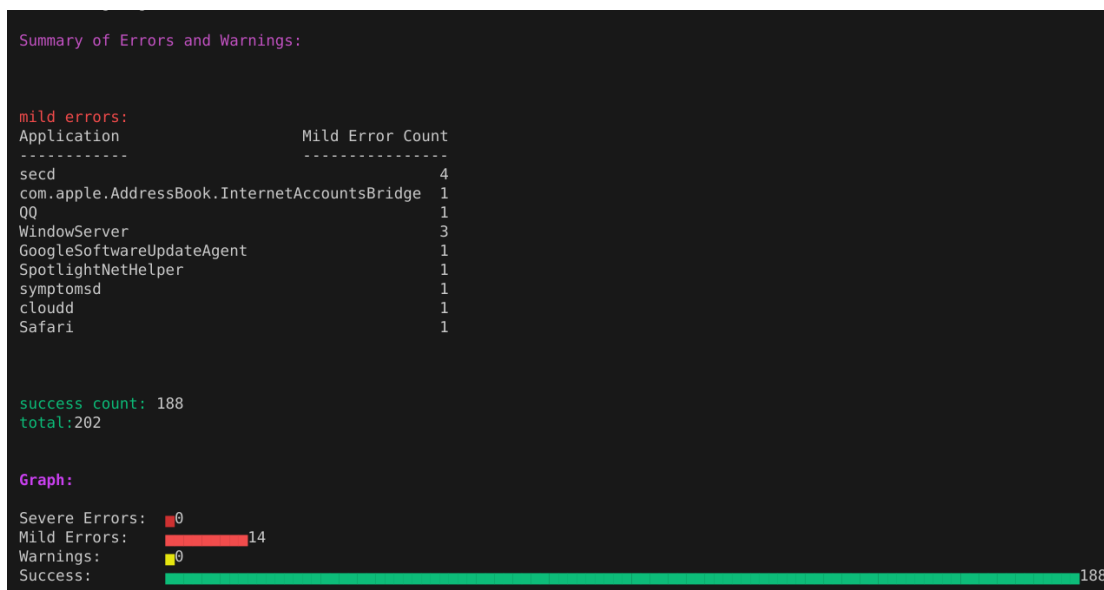 Summary of Errors and Warnings:
mild errors:
Application Mild Error Count
------------ ----------------
secd 4
com.apple.AddressBook.InternetAccountsBridge 1
QQ 1
WindowServer 3
GoogleSoftwareUpdateAgent 1
SpotlightNetHelper 1
symptomsd 1
cloudd 1
Safari 1
success count: 188
total:202
Graph:
Severe Errors: 0
Mild Errors: 14
Warnings: 0
Success: 188